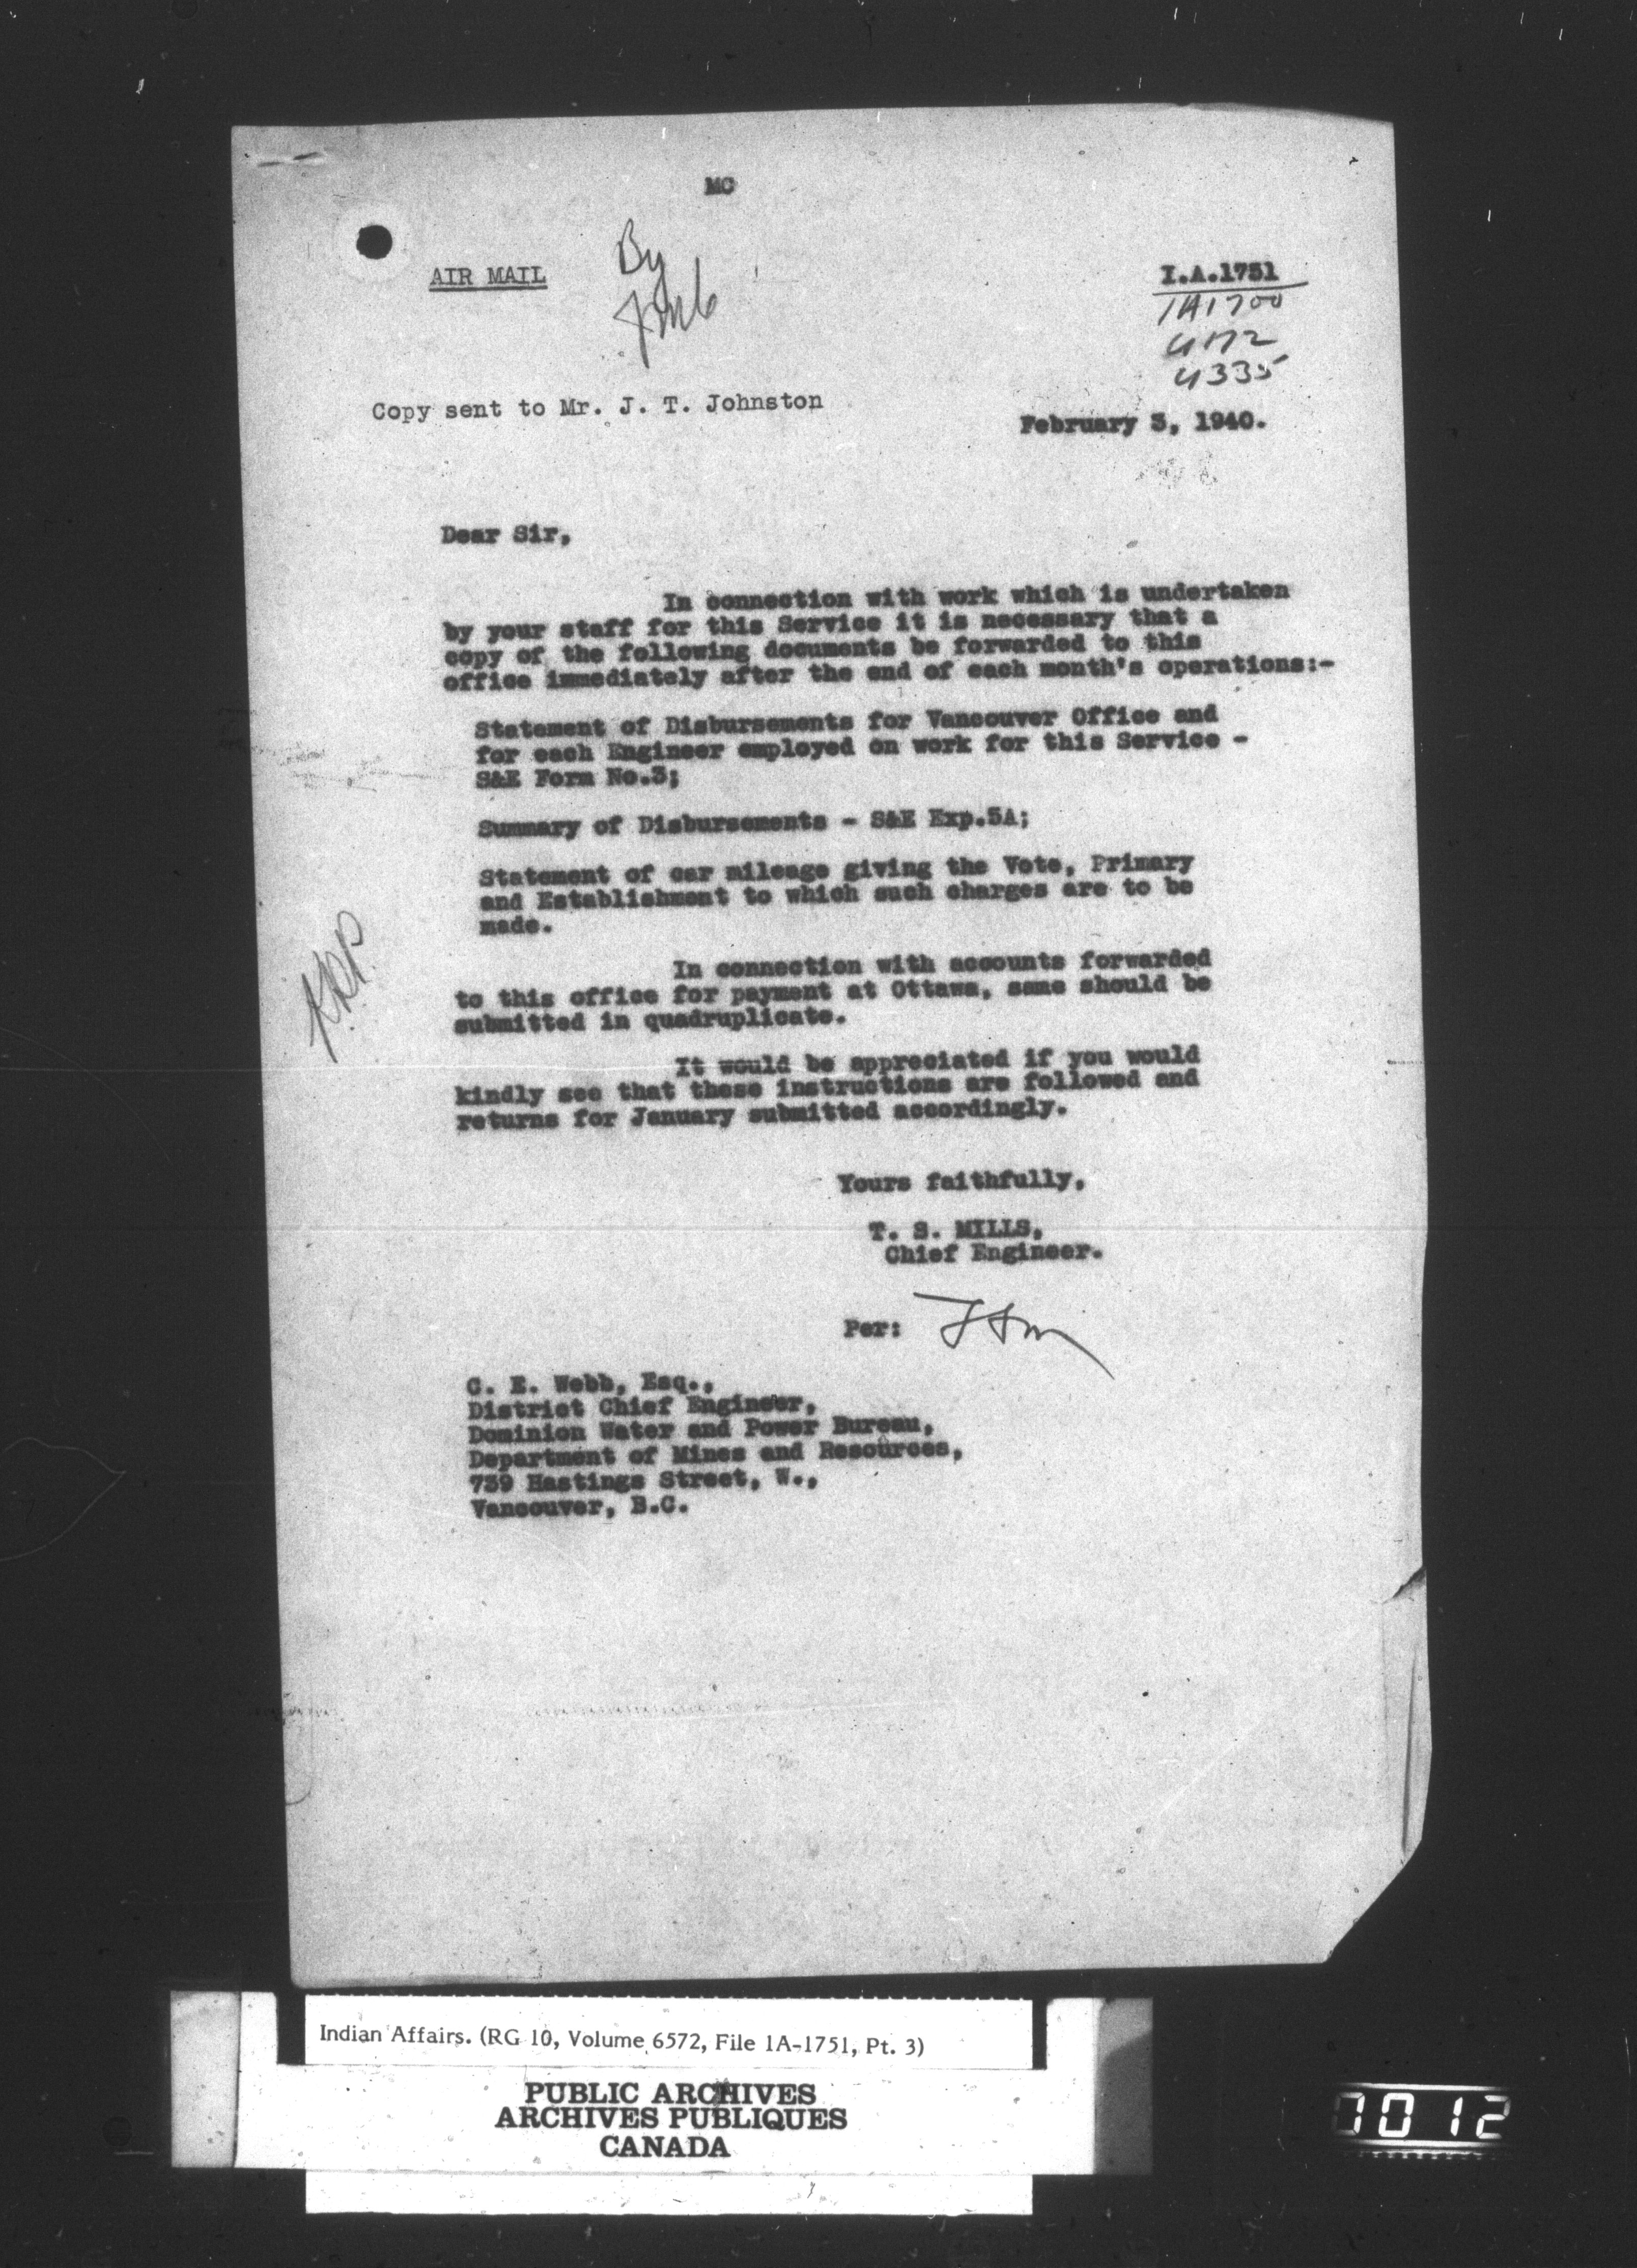 MC
AIR MAIL
By
I.A.1751
1A1700
4172
4335
Copy sent to Mr. J. T. Johnston
February 3, 1940.
Dear Sir,
In connection with work which is undertaken
by your staff for this Service it is necessary that a
copy of the following documents be forwarded to this
office immediately after the end of each month's operations:-
Statement of Disbursements for Vancouver Office and
for each Engineer employed on work for this Service -
S&E Form No.3;
Summary of Disbursements - S&E Exp.5A;
Statement of car mileage giving the Vote, Primary
and Establishment to which such charges are to be
made.
In connection with accounts forwarded
to this office for payment at Ottawa, same should be
submitted in quadruplicate.
It would be appreciated if you would
kindly see that these instructions are followed and
returns for January submitted accordingly.
Yours faithfully,
T. S. MILLS,
Chief Engineer.
Per:
C. E. Webb, Esq.,
District Chief Engineer,
Dominion Water and Power Bureau,
Department of Mines and Resources,
739 Hastings Street, W.,
Vancouver, B.C.
Indian Affairs. (RG 10, Volume 6572, File 1A-1751, Pt. 3)
PUBLIC ARCHIVES
ARCHIVES PUBLIQUES
CANADA
1012